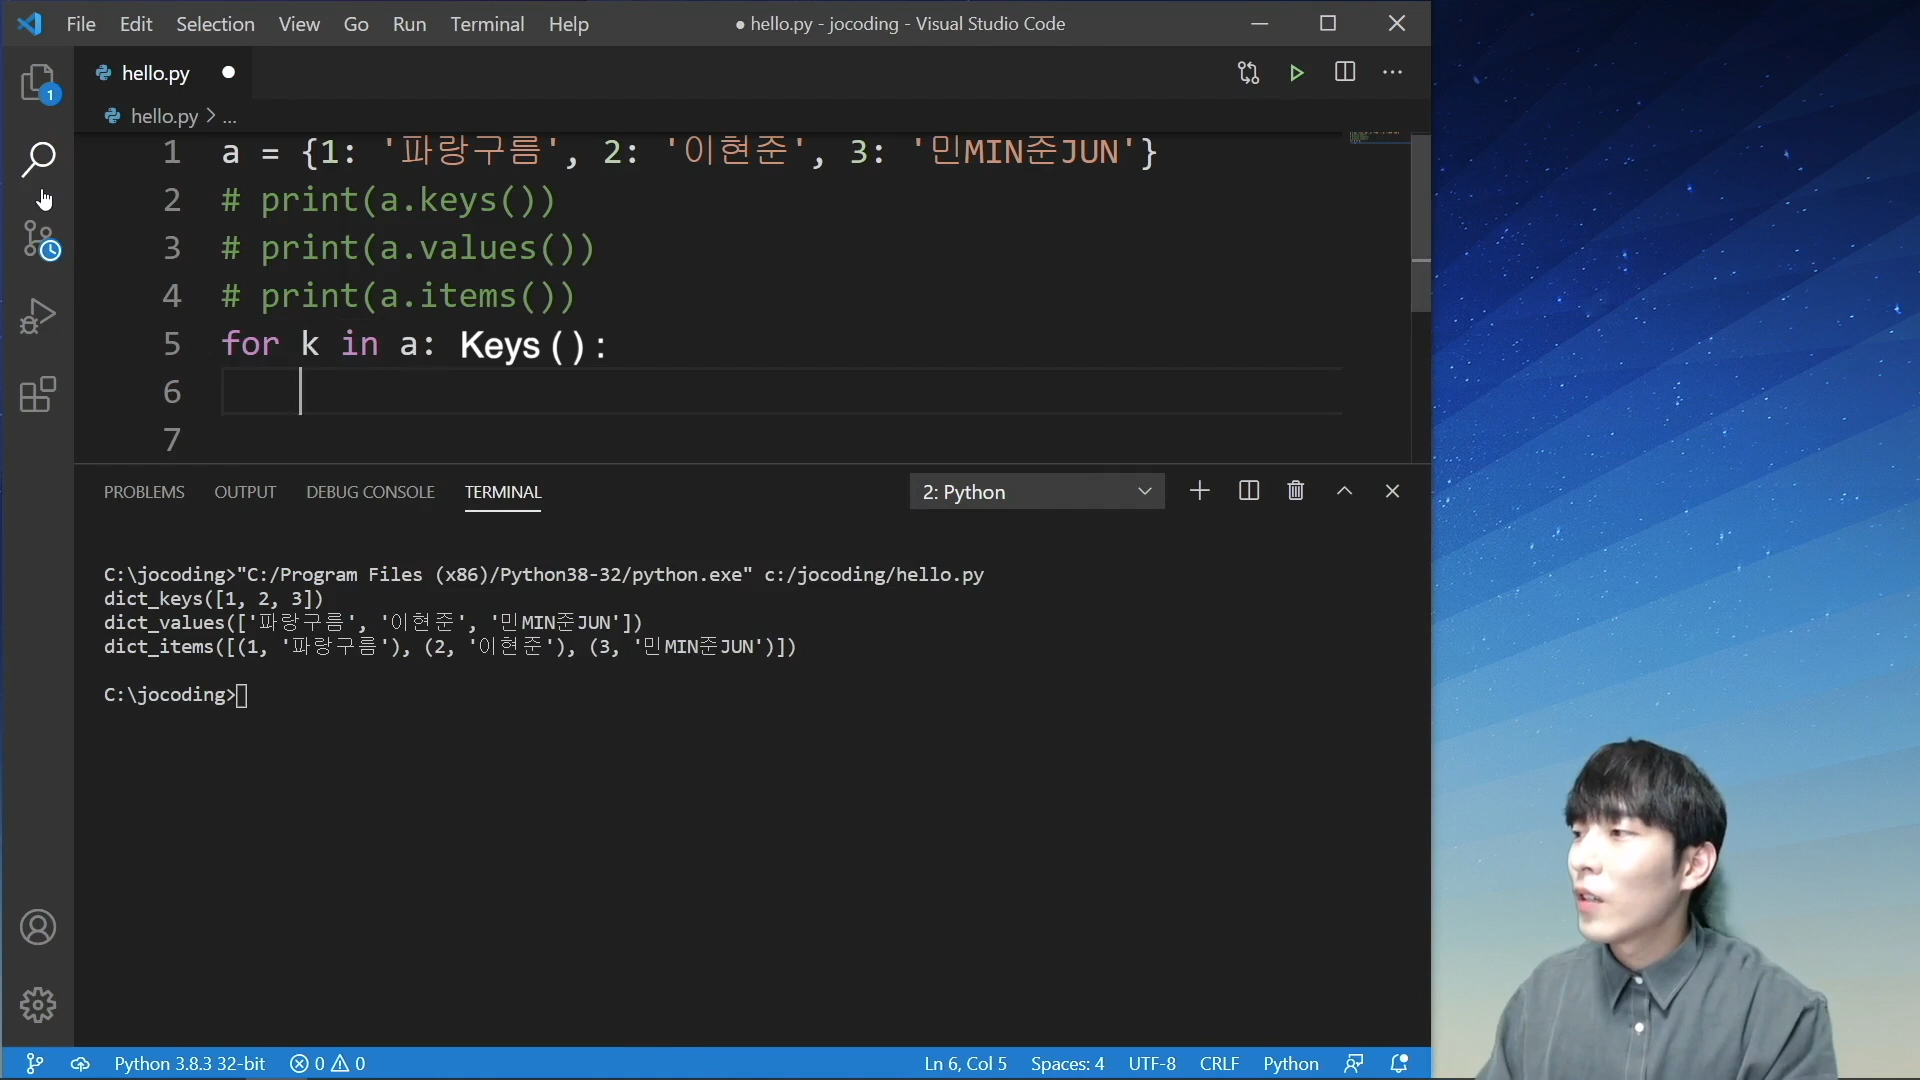 File Edit Selection View Go Run Terminal Help ● hello.py - jocoding - Visual Studio Code
hello.py
hello.py > ...
1 a = {1: '파랑구름', 2: '이현준', 3: '민MIN준JUN'}
2 # print(a.keys())
3 # print(a.values())
4 # print(a.items())
5 for k in a: Keys():
6
7
1
PROBLEMS OUTPUT DEBUG CONSOLE TERMINAL 2: Python
C:\jocoding>"C:/Program Files (x86)/Python38-32/python.exe" c:/jocoding/hello.py
dict_keys([1, 2, 3])
dict_values(['파랑구름', '이현준', '민MIN준JUN'])
dict_items([(1, '파랑구름'), (2, '이현준'), (3, '민MIN준JUN')])
C:\jocoding>
Python 3.8.3 32-bit 0 0 Ln 6, Col 5 Spaces: 4 UTF-8 CRLF Python